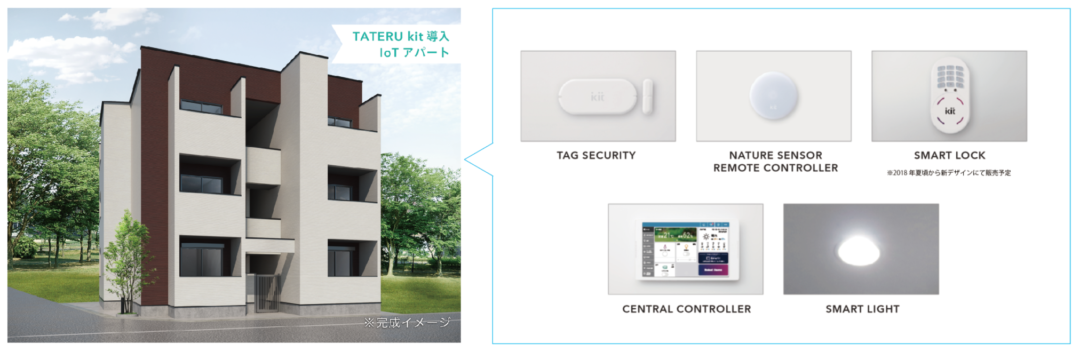 TATERU kit 導入
IoT アパート
※完成イメージ
kit
TAG SECURITY
NATURE SENSOR
REMOTE CONTROLLER
kit
SMART LOCK
※2018 年夏頃から新デザインにて販売予定
CENTRAL CONTROLLER
SMART LIGHT